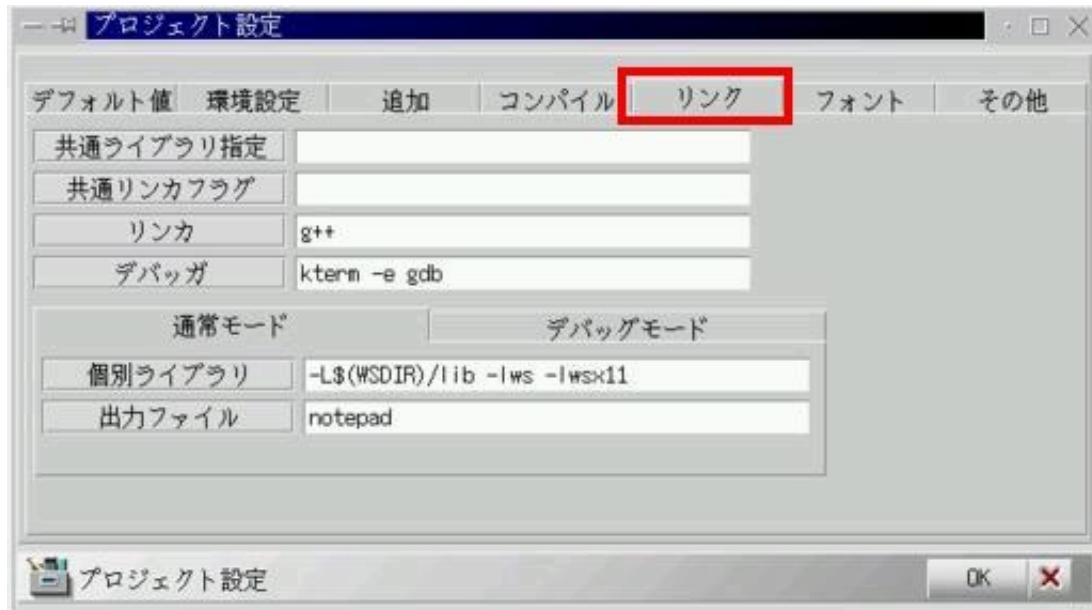 プロジェクト設定
デフォルト値 環境設定 追加 コンパイル リンク フォント その他
共通ライブラリ指定
共通リンカフラグ
リンカ g++
デバッガ kterm -e gdb
通常モード デバッグモード
個別ライブラリ -L$(WSDIR)/lib -lws -lwsx11
出力ファイル notepad
プロジェクト設定 OK